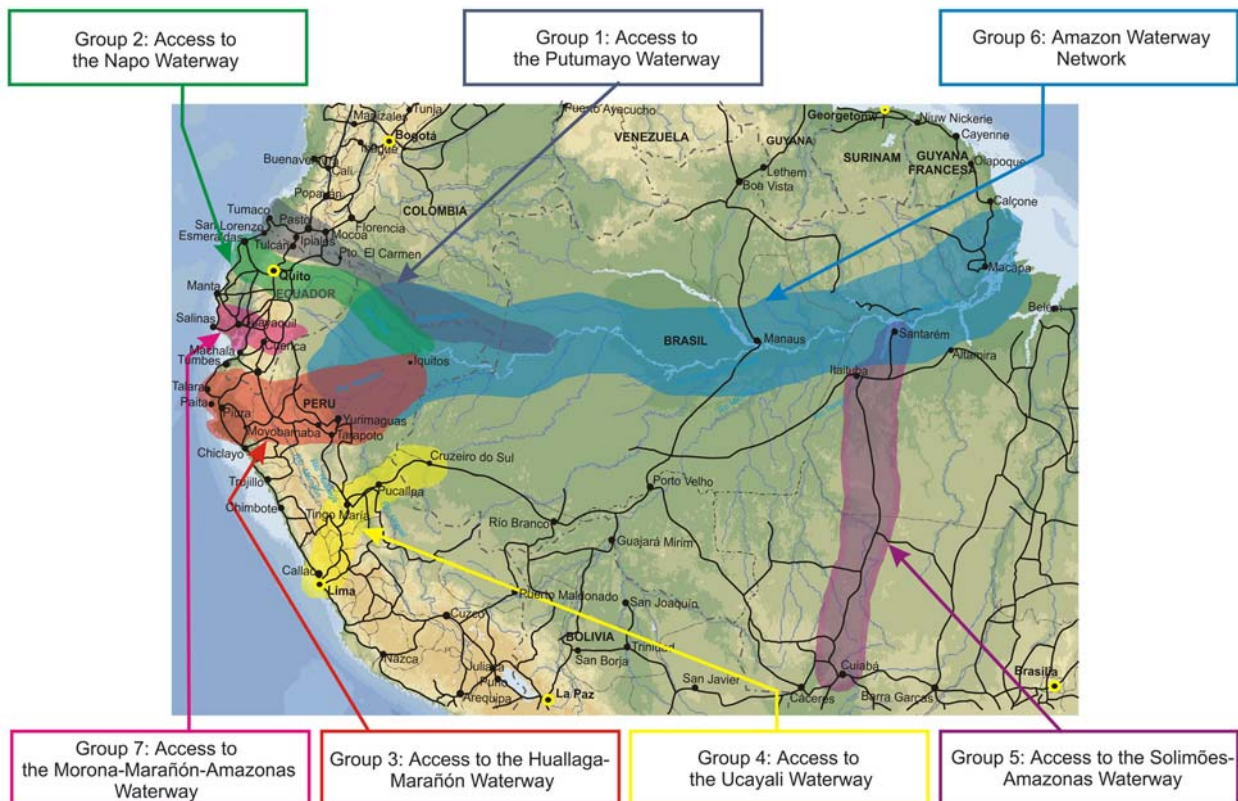 Group 2: Access to
the Napo Waterway
Group 1: Access to
the Putumayo Waterway
Group 6: Amazon Waterway
Network
Tunja
Puerto Ayacucho
Manizales
Bogotá
Ibagué
Buenaventura
Cali
Popayán
COLOMBIA
Florencia
Tumaco
San Lorenzo
Pasto
Mocoa
Esmeraldas
Tulcán
Ipiales
Pto. El Carmen
Quito
ECUADOR
Manta
Salinas
Guayaquil
Cuenca
Machala
Tumbes
VENEZUELA
GUYANA
Georgetonw
Niuw Nickerie
Cayenne
SURINAM
GUYANA
FRANCESA
Oiapoque
Lethem
Boa Vista
Calçone
Macapa
Belém
BRASIL
Manaus
Santarém
Altamira
Itaituba
Iquitos
Talara
Paita
Piura
PERU
Yurimaguas
Moyobamaba
Tarapoto
Chiclayo
Trujillo
Chimbote
Cruzeiro do Sul
Pucallpa
Tingo María
Callao
Lima
Porto Velho
Río Branco
Guajará Mirim
Puerto Maldonado
San Joaquín
Cuzco
BOLIVIA
Trinidad
San Borja
Nazca
Juliaca
Puno
Arequipa
La Paz
San Javier
Cáceres
Cuiabá
Barra Garças
Brasilia
Group 7: Access to
the Morona-Marañón-Amazonas
Waterway
Group 3: Access to the Huallaga-
Marañón Waterway
Group 4: Access to
the Ucayali Waterway
Group 5: Access to the Solimões-
Amazonas Waterway